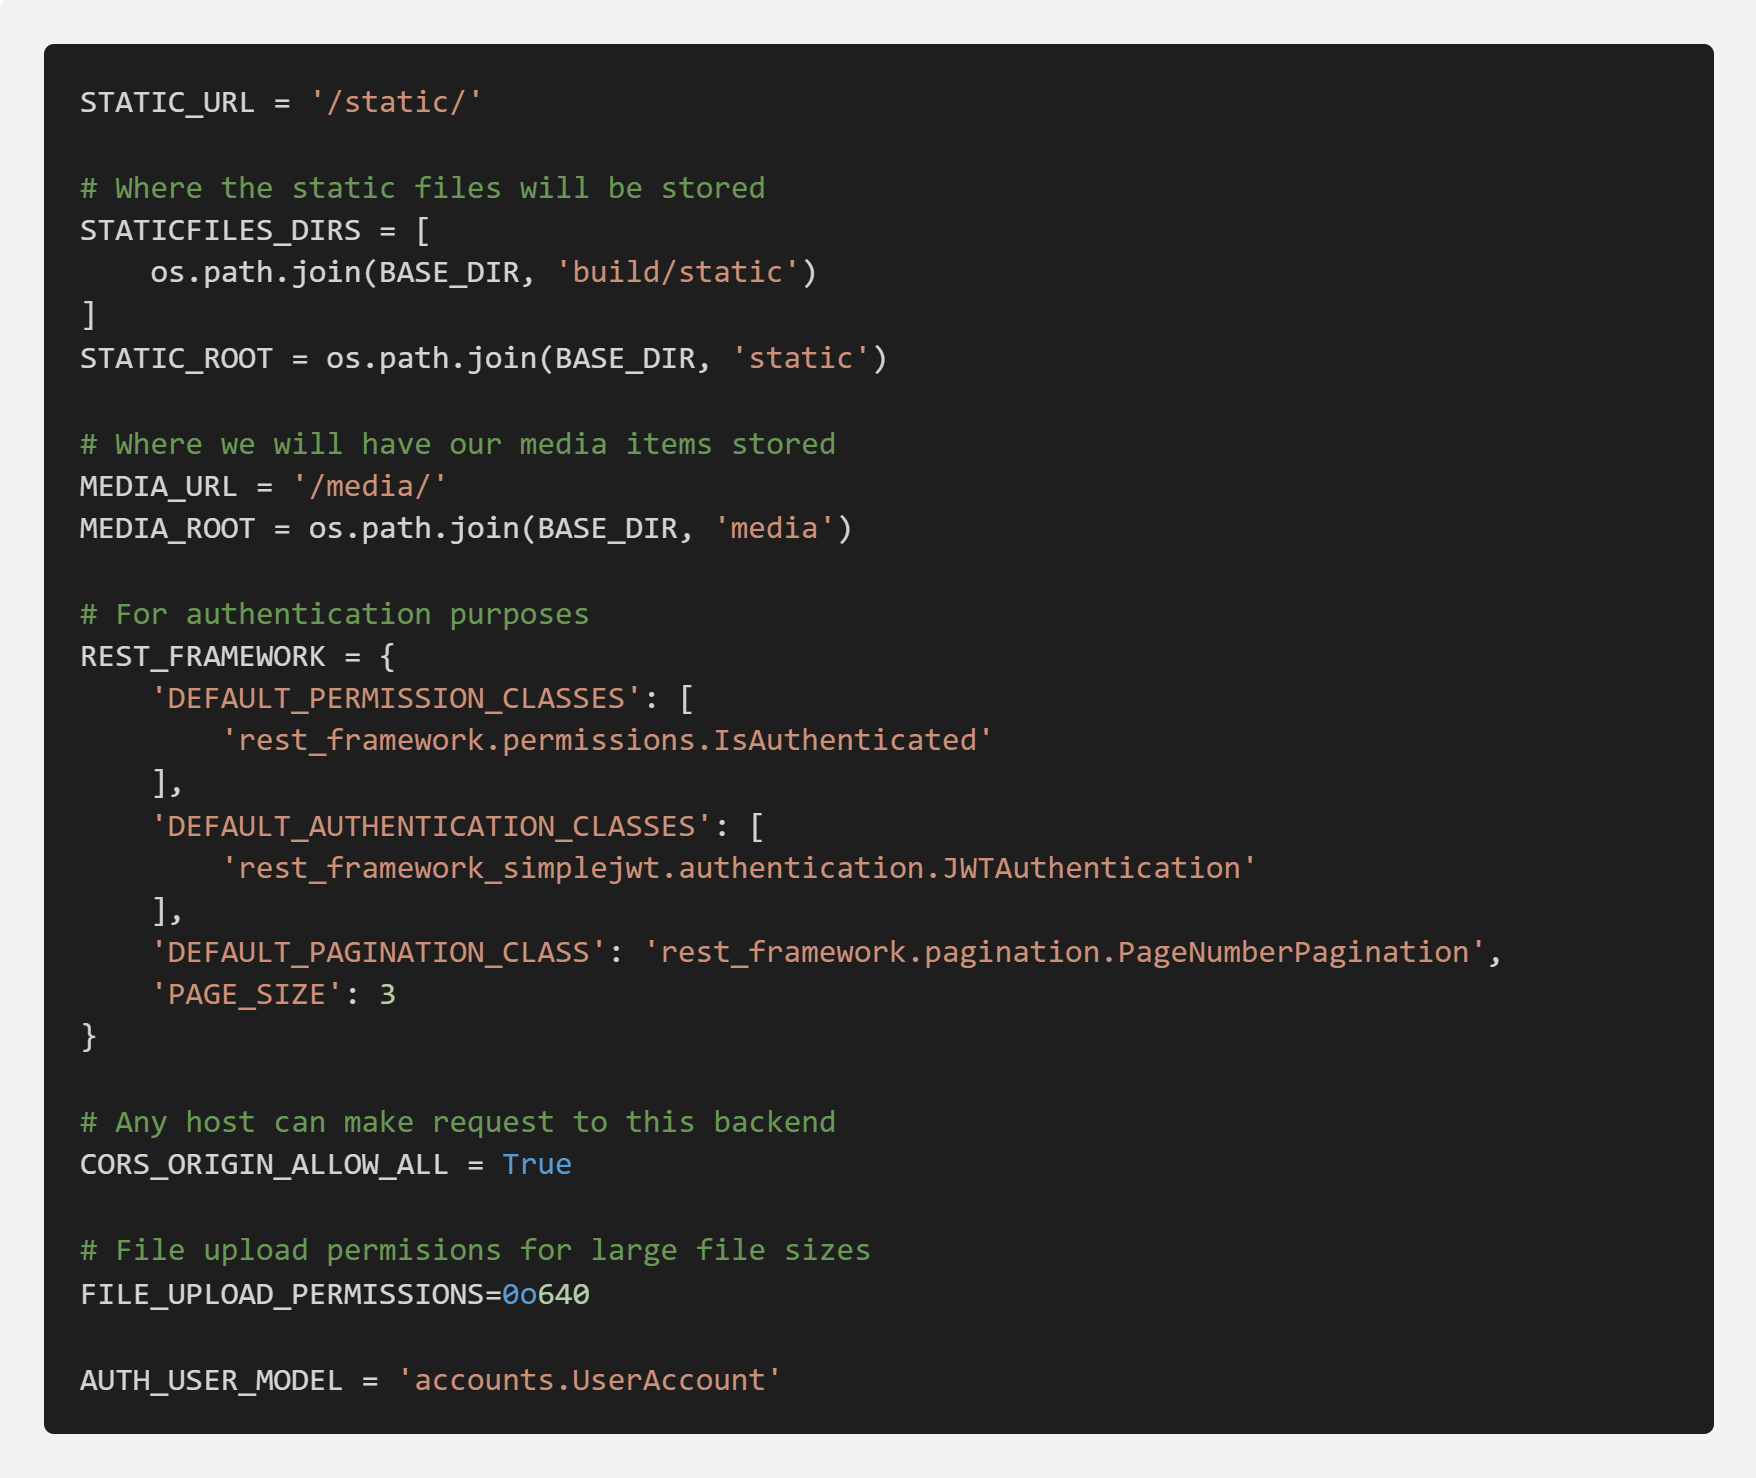 STATIC_URL = '/static/'

# Where the static files will be stored
STATICFILES_DIRS = [
    os.path.join(BASE_DIR, 'build/static')
]
STATIC_ROOT = os.path.join(BASE_DIR, 'static')

# Where we will have our media items stored
MEDIA_URL = '/media/'
MEDIA_ROOT = os.path.join(BASE_DIR, 'media')

# For authentication purposes
REST_FRAMEWORK = {
    'DEFAULT_PERMISSION_CLASSES': [
        'rest_framework.permissions.IsAuthenticated'
    ],
    'DEFAULT_AUTHENTICATION_CLASSES': [
        'rest_framework_simplejwt.authentication.JWTAuthentication'
    ],
    'DEFAULT_PAGINATION_CLASS': 'rest_framework.pagination.PageNumberPagination',
    'PAGE_SIZE': 3
}

# Any host can make request to this backend
CORS_ORIGIN_ALLOW_ALL = True

# File upload permisions for large file sizes
FILE_UPLOAD_PERMISSIONS=0o640

AUTH_USER_MODEL = 'accounts.UserAccount'